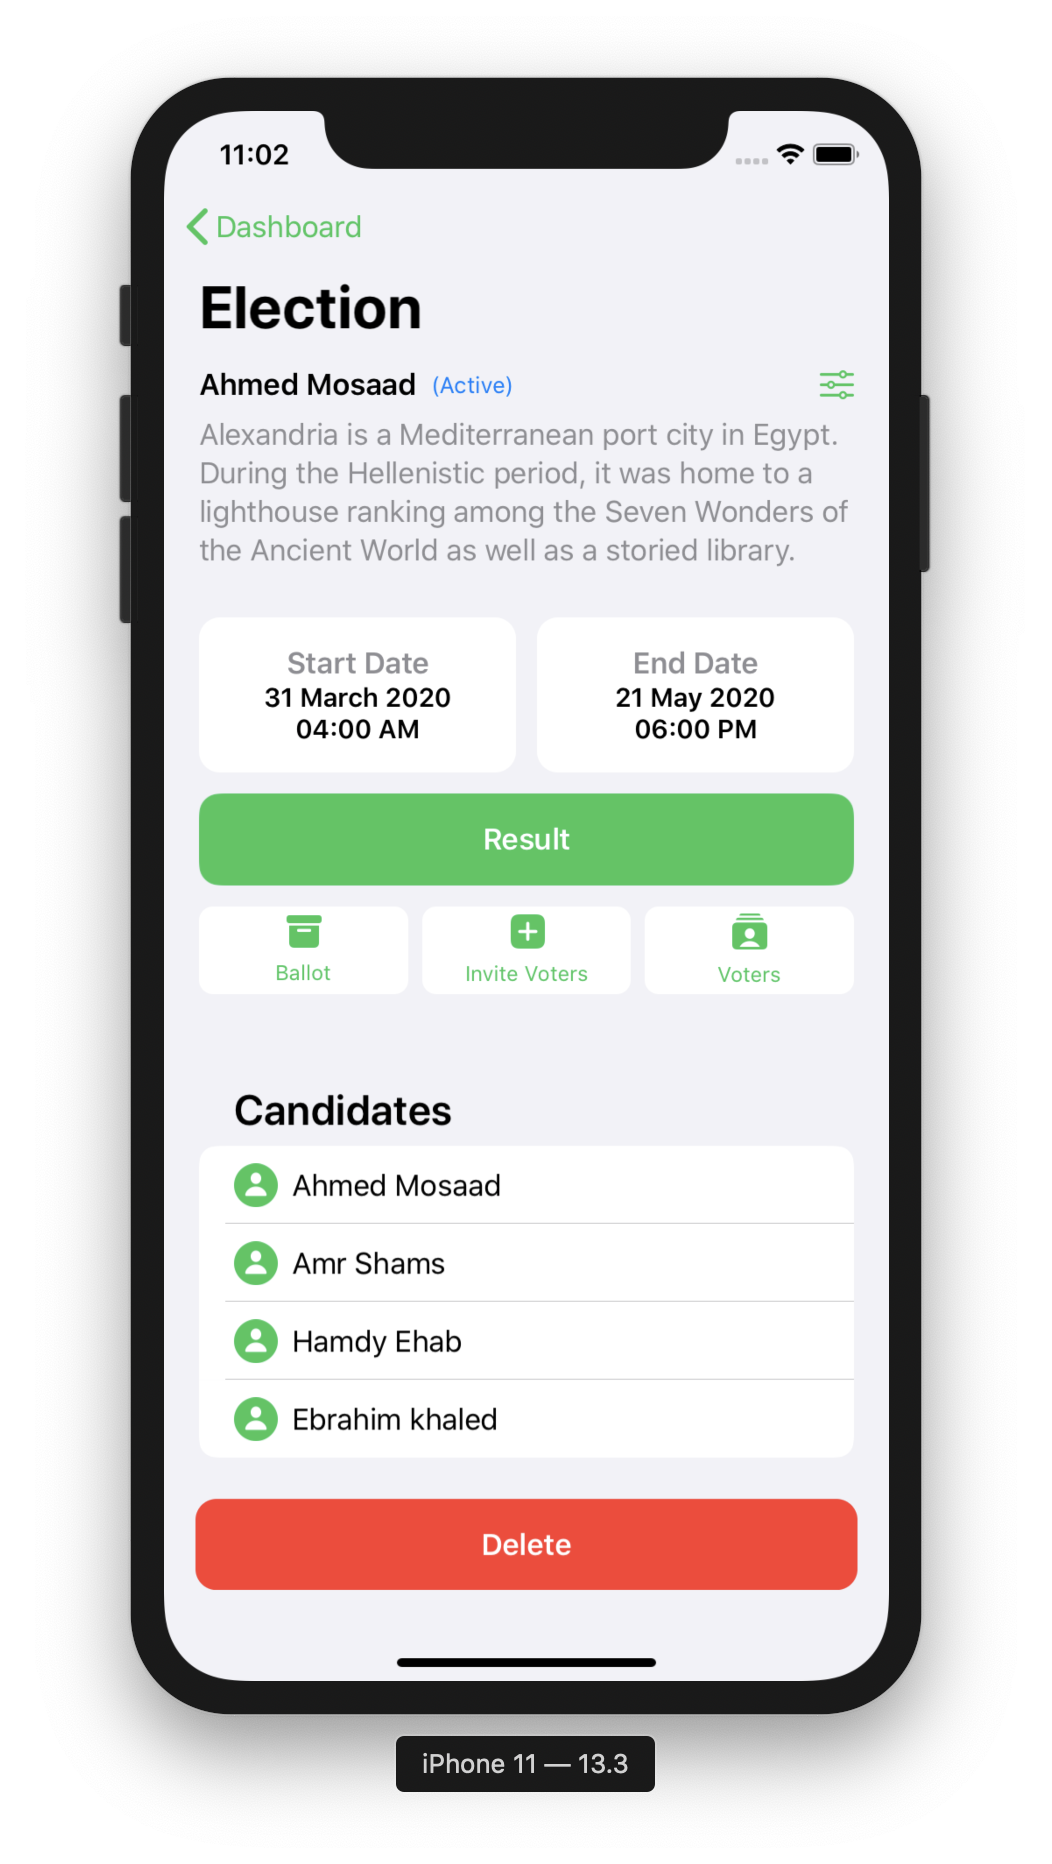 11:02
Dashboard
Election
Ahmed Mosaad (Active)
Alexandria is a Mediterranean port city in Egypt.
During the Hellenistic period, it was home to a
lighthouse ranking among the Seven Wonders of
the Ancient World as well as a storied library.
Start Date
31 March 2020
04:00 AM
End Date
21 May 2020
06:00 PM
Result
Ballot
Invite Voters
Voters
Candidates
Ahmed Mosaad
Amr Shams
Hamdy Ehab
Ebrahim khaled
Delete
iPhone 11 — 13.3